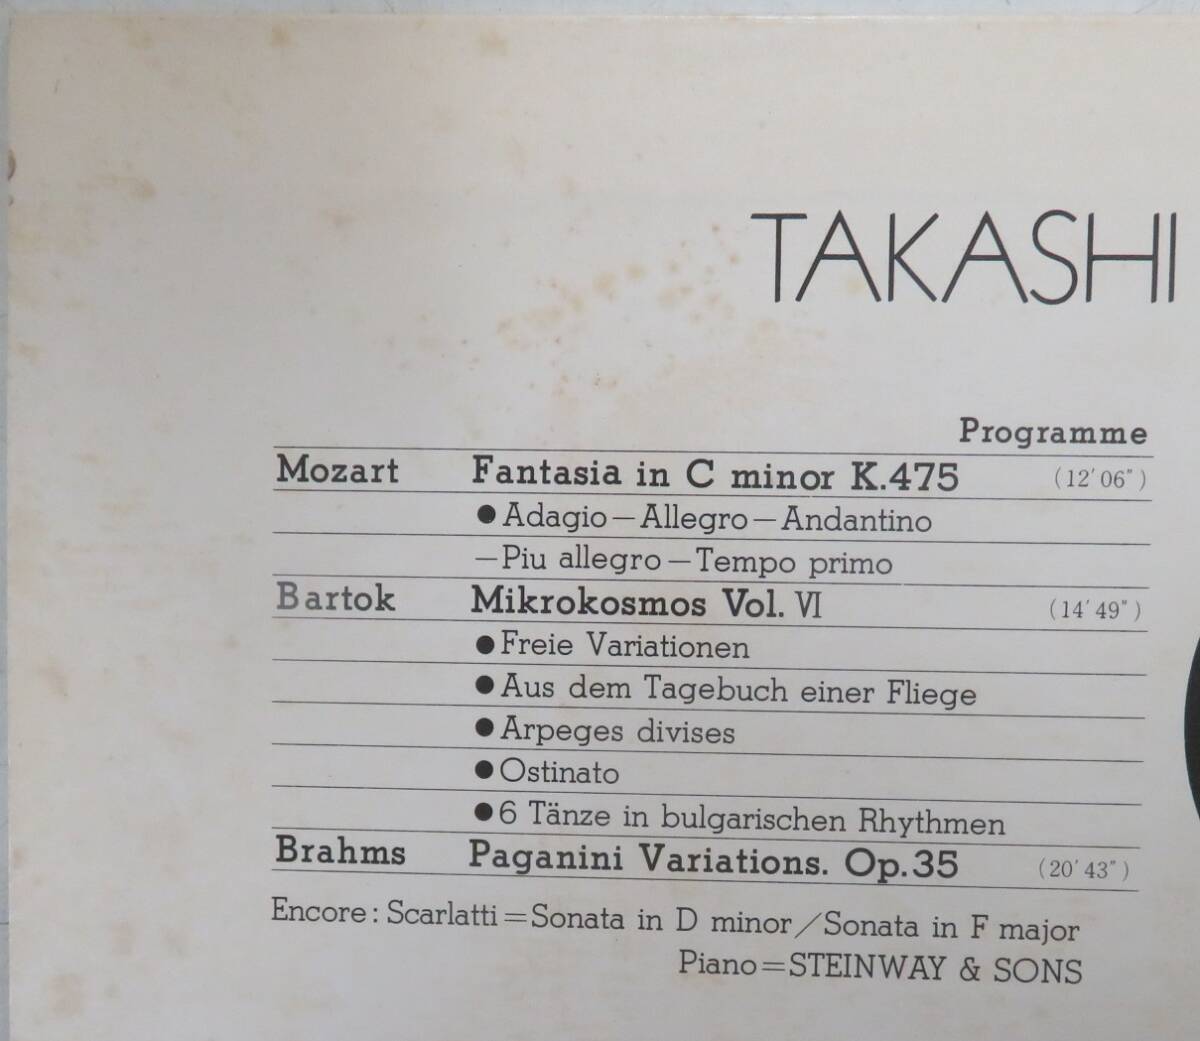 TAKASHI
Programme
Mozart Fantasia in C minor K.475 (12′06″)
●Adagio—Allegro—Andantino
—Piu allegro—Tempo primo
Bartok Mikrokosmos Vol. VI (14′49″)
●Freie Variationen
●Aus dem Tagebuch einer Fliege
●Arpeges divises
●Ostinato
●6 Tänze in bulgarischen Rhythmen
Brahms Paganini Variations. Op.35 (20′43″)
Encore: Scarlatti=Sonata in D minor/Sonata in F major
Piano=STEINWAY & SONS